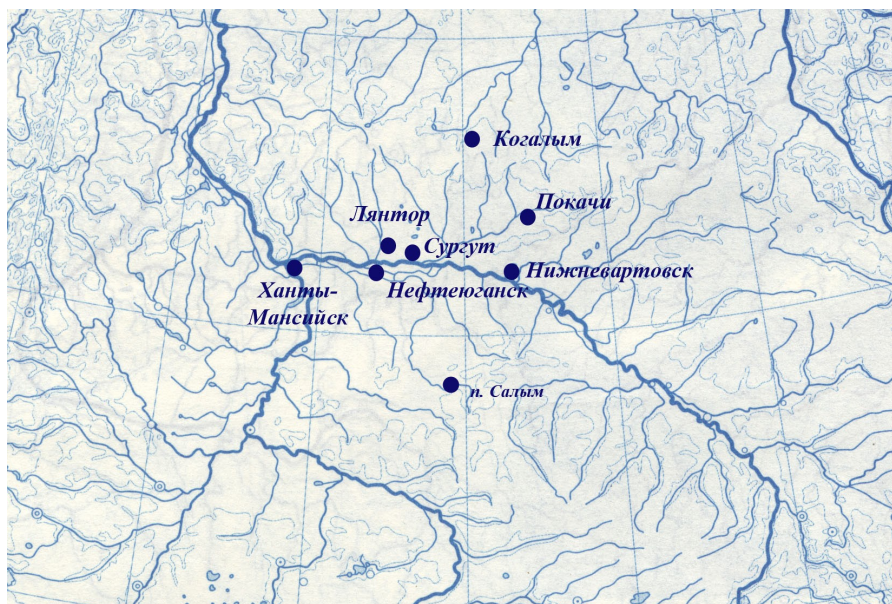 Когалым
Покачи
Лянтор
Сургут
Нижневартовск
Ханты-
Мансийск
Нефтеюганск
п. Салым